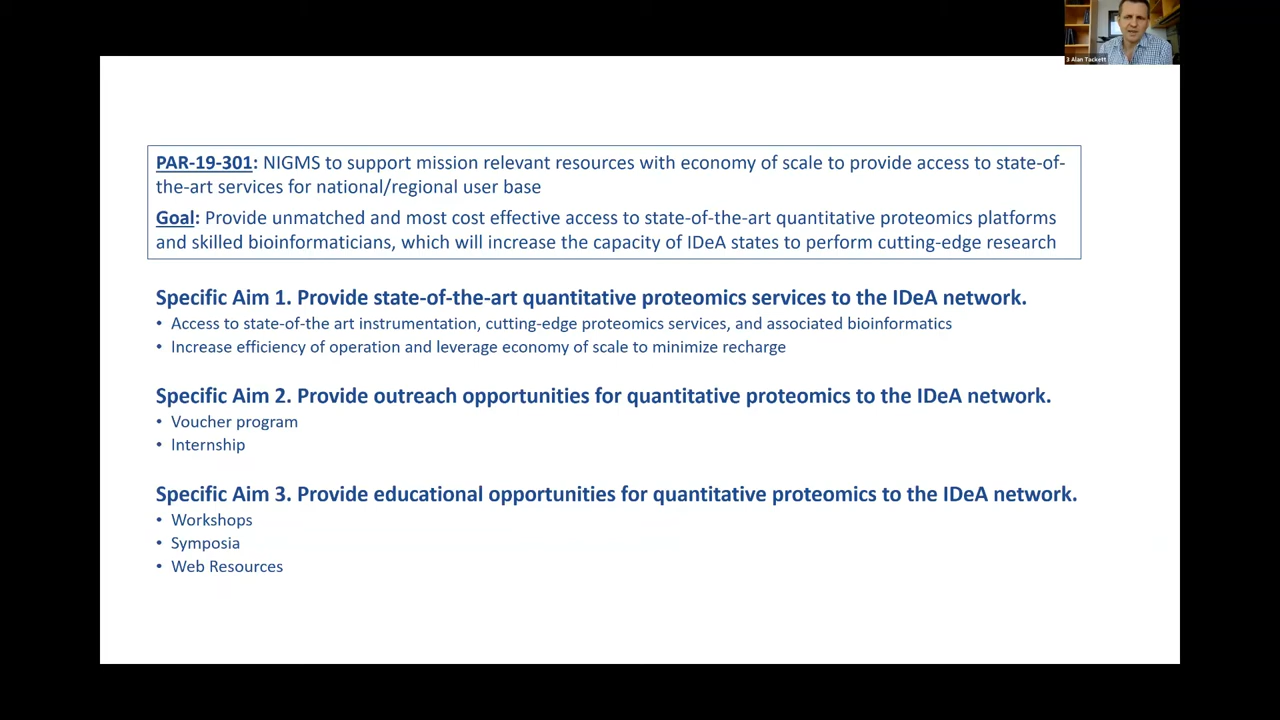 3 Alan Tackett
PAR-19-301: NIGMS to support mission relevant resources with economy of scale to provide access to state-of-
the-art services for national/regional user base
Goal: Provide unmatched and most cost effective access to state-of-the-art quantitative proteomics platforms
and skilled bioinformaticians, which will increase the capacity of IDeA states to perform cutting-edge research
Specific Aim 1. Provide state-of-the-art quantitative proteomics services to the IDeA network.
• Access to state-of-the art instrumentation, cutting-edge proteomics services, and associated bioinformatics
• Increase efficiency of operation and leverage economy of scale to minimize recharge
Specific Aim 2. Provide outreach opportunities for quantitative proteomics to the IDeA network.
• Voucher program
• Internship
Specific Aim 3. Provide educational opportunities for quantitative proteomics to the IDeA network.
• Workshops
• Symposia
• Web Resources